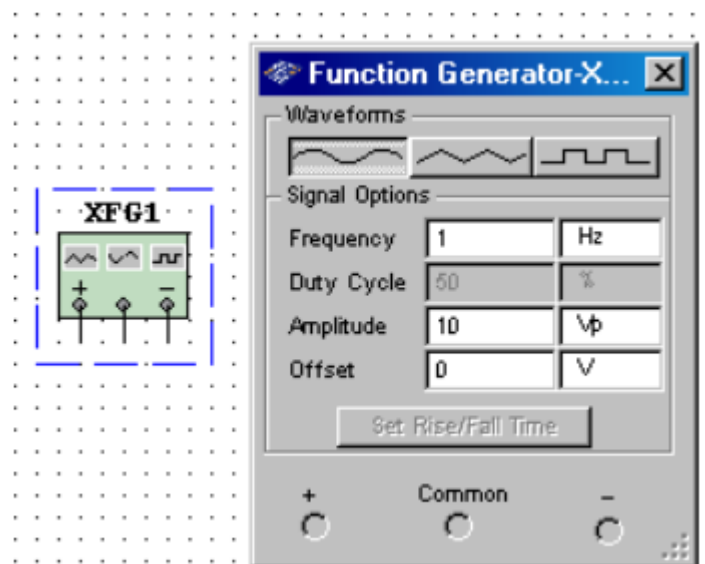 Function Generator-X...
Waveforms
XFG1
+ −
Signal Options
Frequency 1 Hz
Duty Cycle 50 %
Amplitude 10 Vp
Offset 0 V
Set Rise/Fall Time
+ Common −